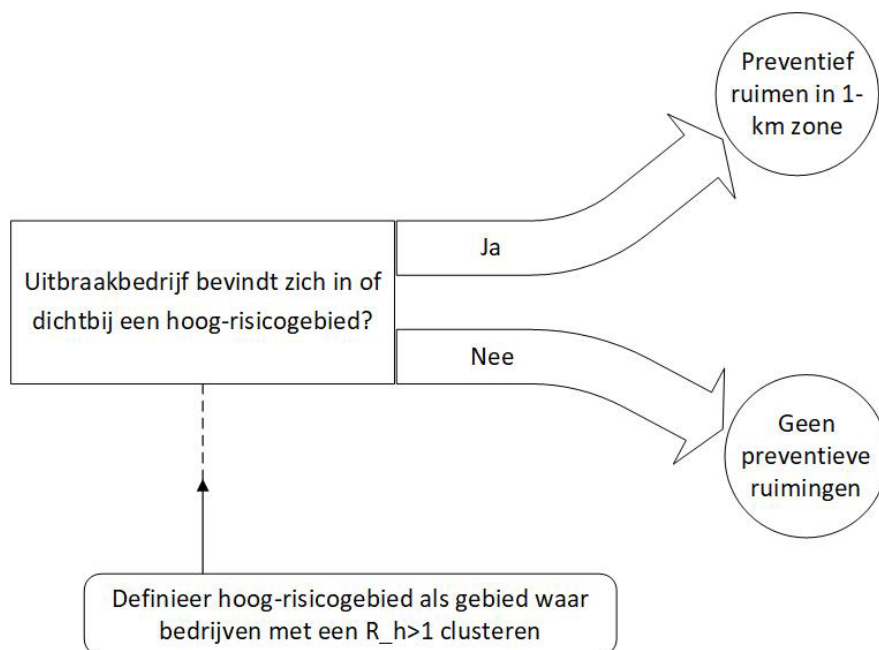 Preventief
ruimen in 1-
km zone
Ja
Uitbraakbedrijf bevindt zich in of
dichtbij een hoog-risicogebied?
Nee
Geen
preventieve
ruimingen
Definieer hoog-risicogebied als gebied waar
bedrijven met een R_h>1 clusteren